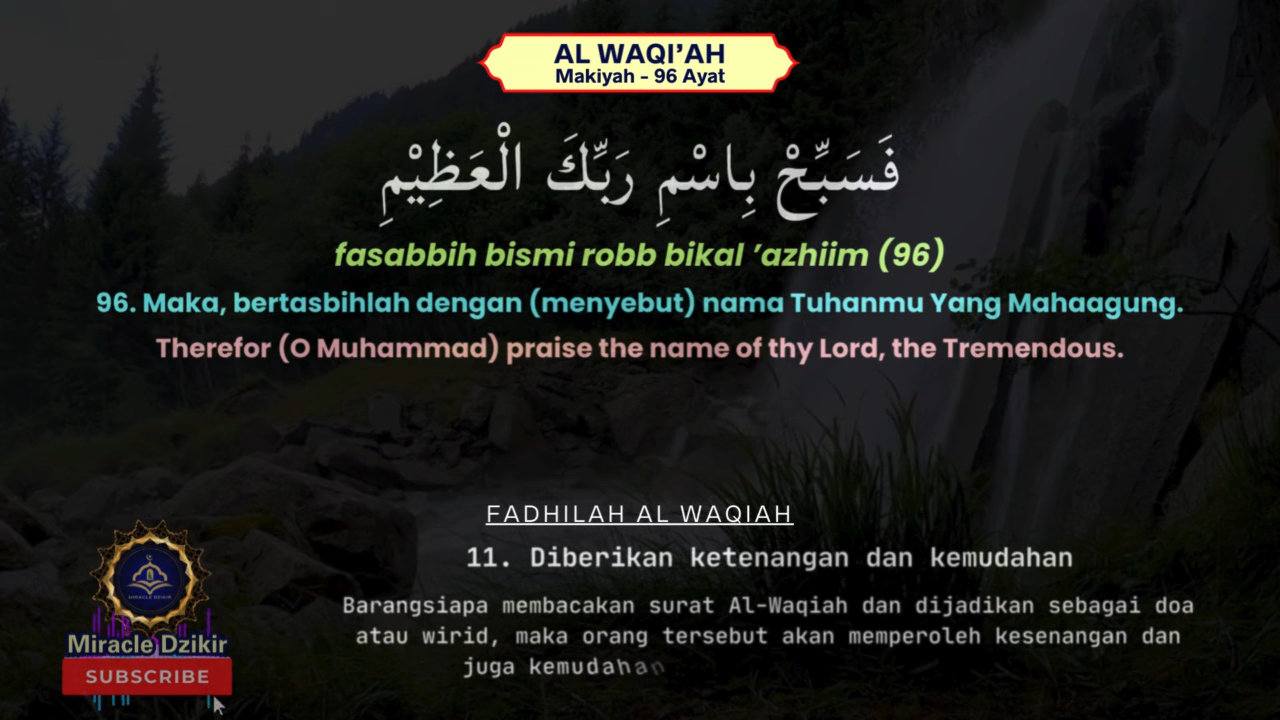 AL WAQI’AH
Makiyah - 96 Ayat
فَسَبِّحْ بِاسْمِ رَبِّكَ الْعَظِيْمِ
fasabbih bismi robb bikal ’azhiim (96)
96. Maka, bertasbihlah dengan (menyebut) nama Tuhanmu Yang Mahaagung.
Therefor (O Muhammad) praise the name of thy Lord, the Tremendous.
FADHILAH AL WAQIAH
11. Diberikan ketenangan dan kemudahan
Barangsiapa membacakan surat Al-Waqiah dan dijadikan sebagai doa
atau wirid, maka orang tersebut akan memperoleh kesenangan dan
juga kemudahan
MIRACLE DZIKIR
Miracle Dzikir
SUBSCRIBE